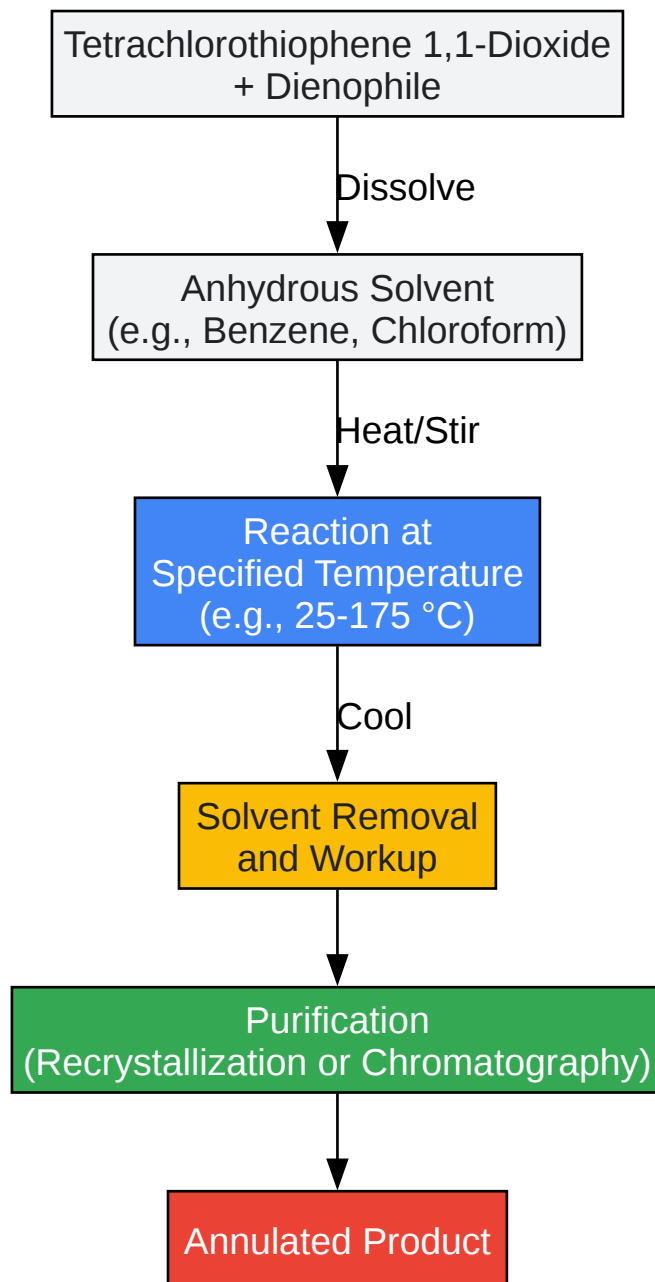 Tetrachlorothiophene 1,1-Dioxide
+ Dienophile
Dissolve
Anhydrous Solvent
(e.g., Benzene, Chloroform)
Heat/Stir
Reaction at
Specified Temperature
(e.g., 25-175 °C)
Cool
Solvent Removal
and Workup
Purification
(Recrystallization or Chromatography)
Annulated Product